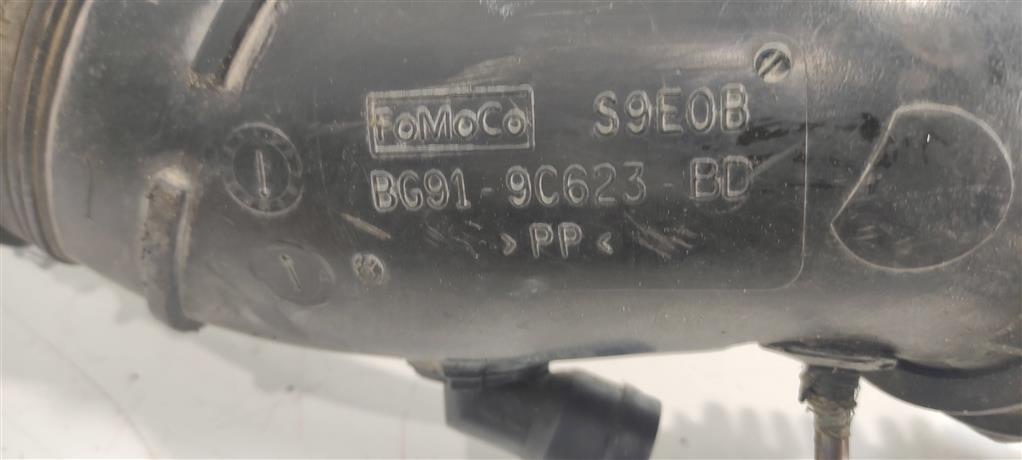 FoMoCo S9E0B
BG91-9C623-BD
>PP<